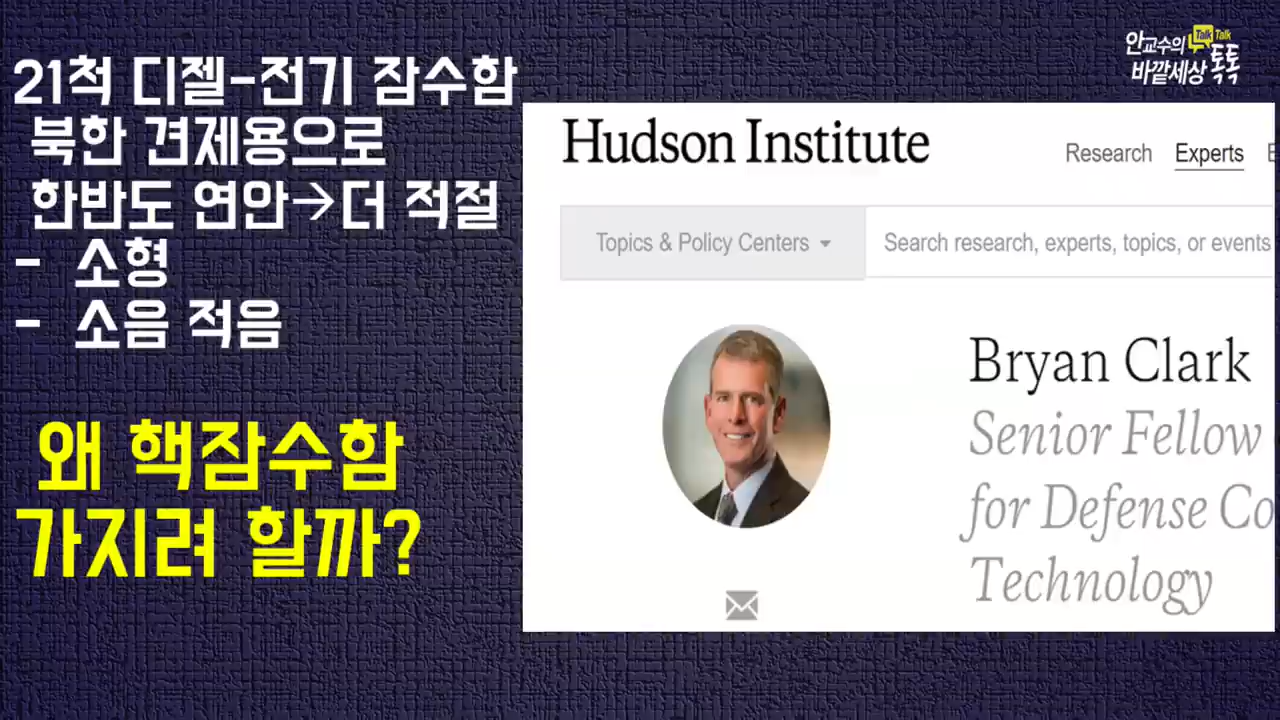 안교수의 Talk Talk
바깥세상 톡톡
21척 디젤-전기 잠수함
북한 견제용으로
한반도 연안→더 적절
- 소형
- 소음 적음
왜 핵잠수함
가지려 할까?
Hudson Institute
Research Experts E
Topics & Policy Centers
Search research, experts, topics, or events
Bryan Clark
Senior Fellow
for Defense Co
Technology